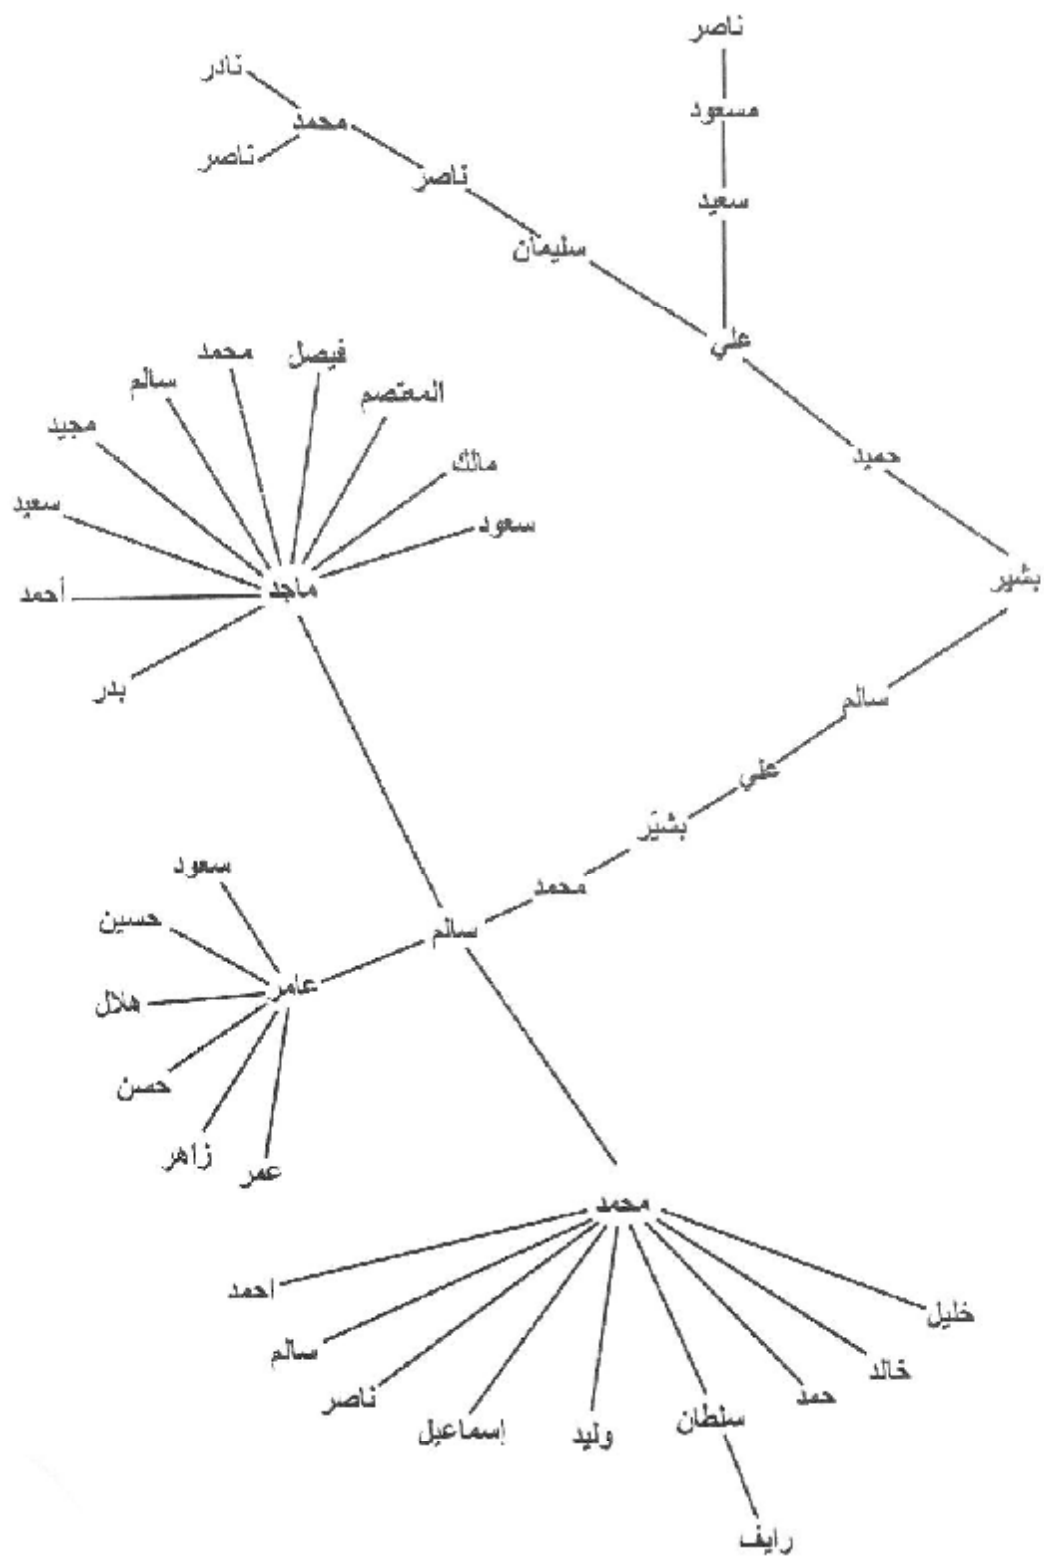 ناصر
نادر
مسعود
محمد
ناصر
ناصر
سعيد
سليمان
علي
محمد
فيصل
سالم
المعتصم
مجيد
حميد
مالك
سعيد
سعود
بشير
ماجد
أحمد
بدر
سالم
علي
بشير
سعود
محمد
حسين
سالم
عامر
هلال
حسن
زاهر
عمر
محمد
احمد
خليل
سالم
خالد
ناصر
حمد
سلطان
إسماعيل
وليد
رايف